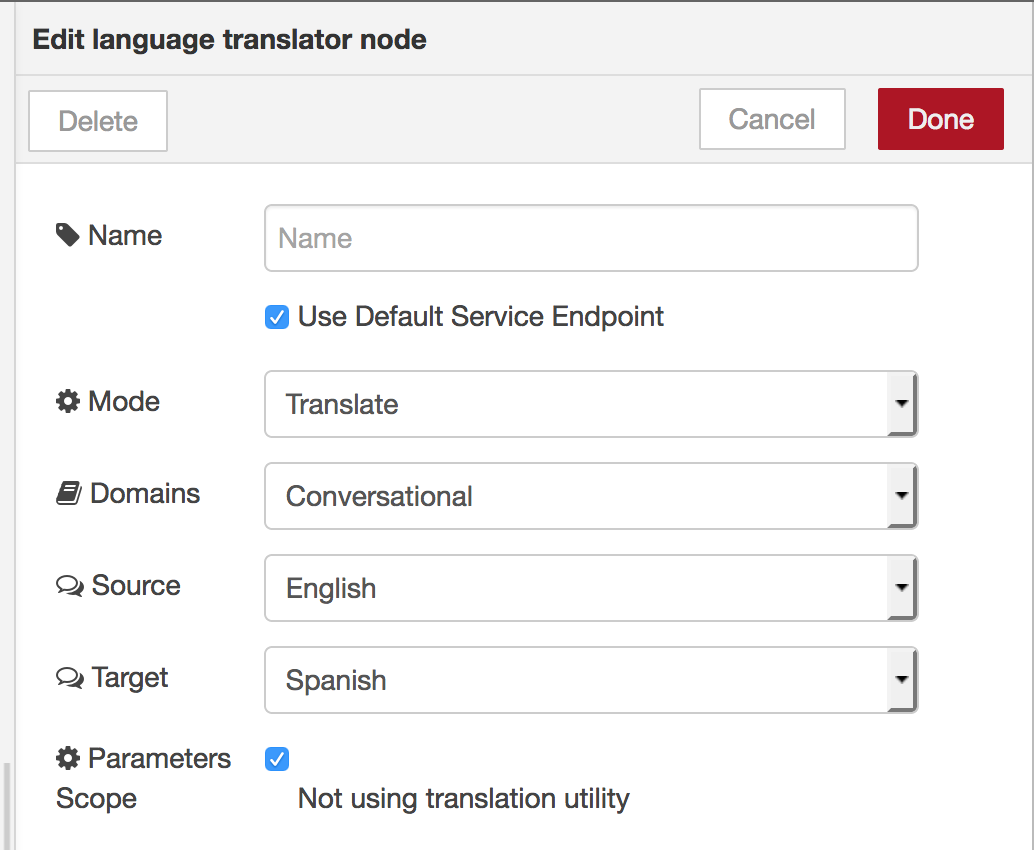 Edit language translator node
Delete
Cancel
Done
Name
Name
Use Default Service Endpoint
Mode
Translate
Domains
Conversational
Source
English
Target
Spanish
Parameters
Scope
Not using translation utility